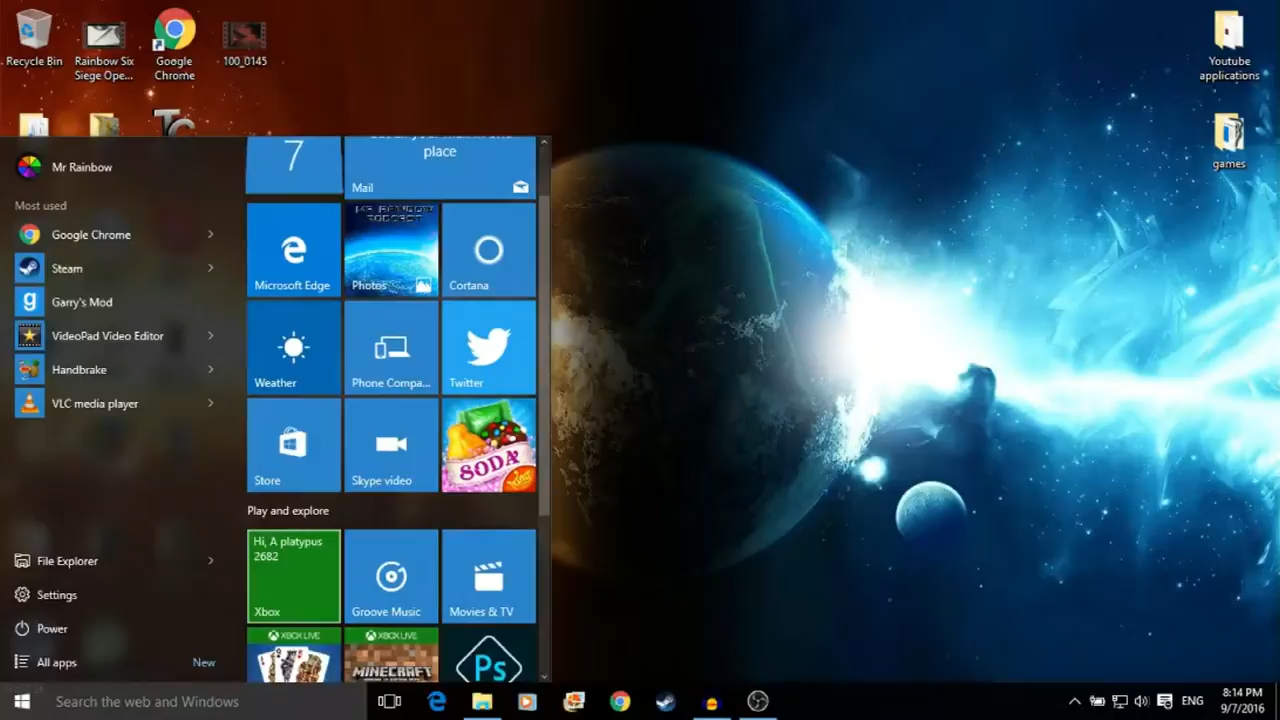 Recycle Bin
Rainbow Six
Siege Ope...
Google
Chrome
100_0145
Youtube
applications
games
TC
Mr Rainbow
Most used
Google Chrome
Steam
Garry's Mod
VideoPad Video Editor
Handbrake
VLC media player
File Explorer
Settings
Power
All apps
New
7
place
Mail
Microsoft Edge
MR RAINBOW
Photos
Cortana
Weather
Phone Compa...
Twitter
Store
Skype video
SODA
King
Play and explore
Hi, A platypus
2682
Xbox
Groove Music
Movies & TV
XBOX LIVE
XBOX LIVE
MINECRAFT
Ps
Search the web and Windows
ENG
8:14 PM
9/7/2016